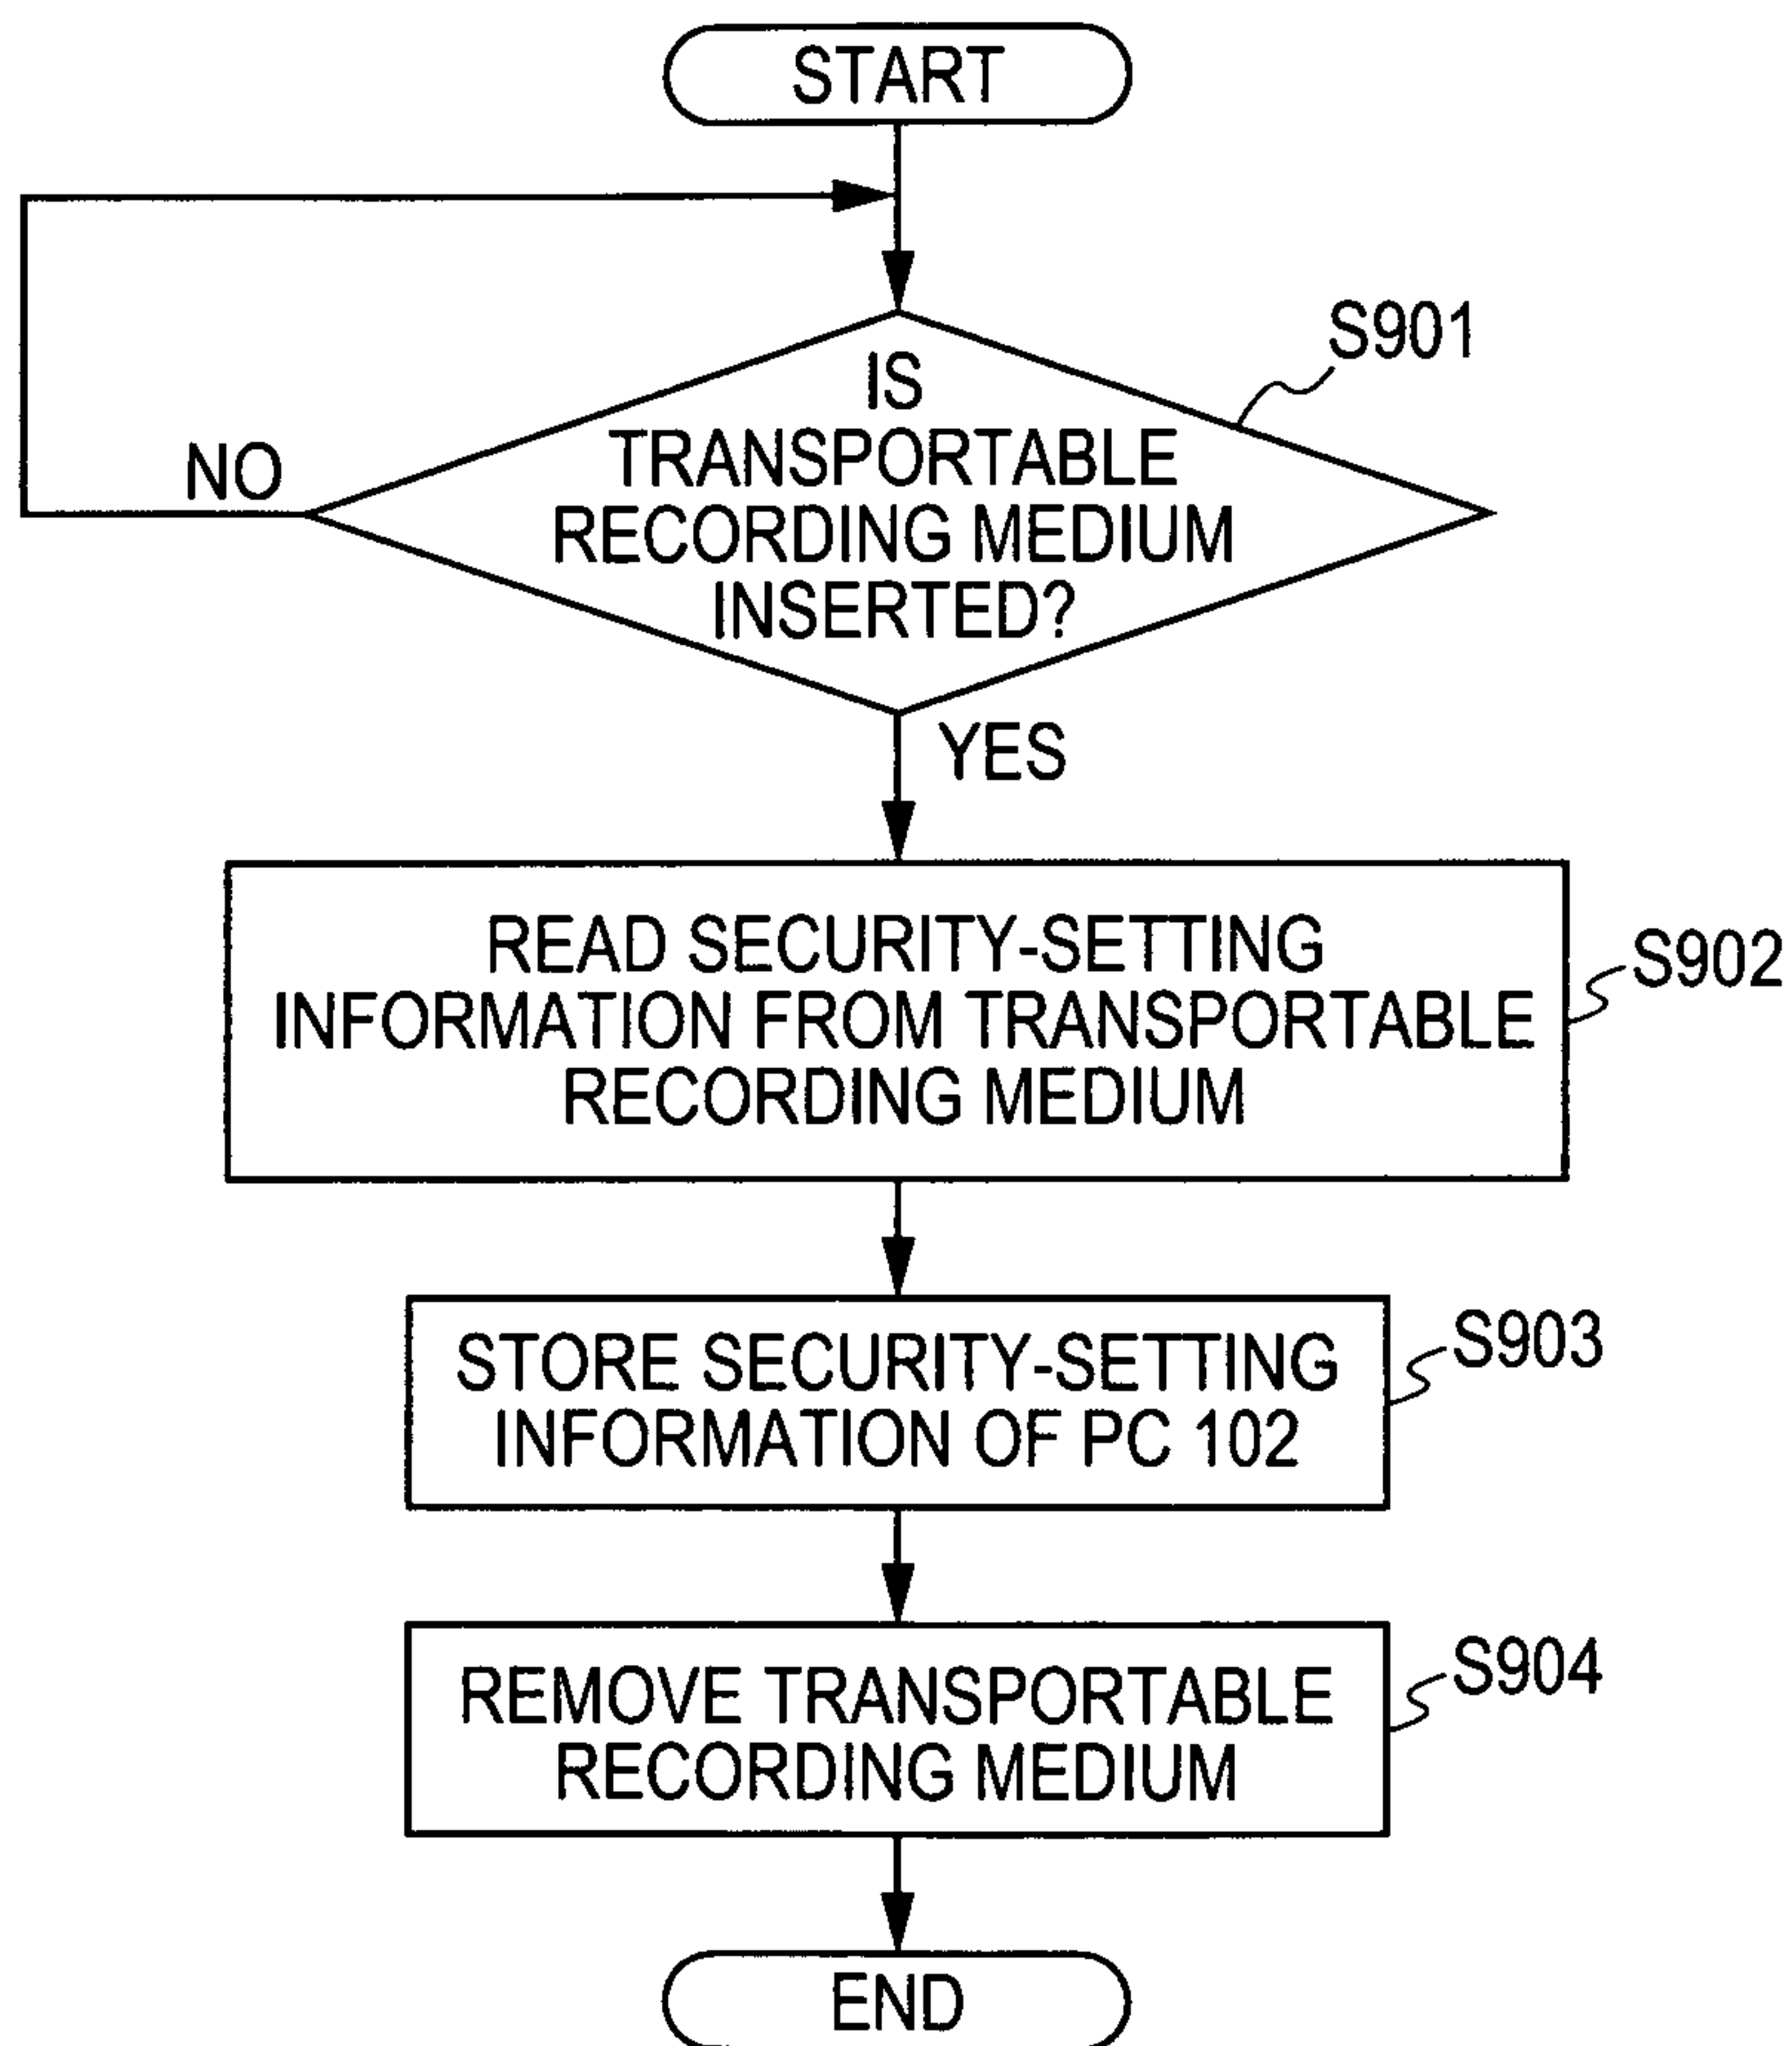 START
S901
IS
TRANSPORTABLE
RECORDING MEDIUM
INSERTED?
NO
YES
READ SECURITY-SETTING
INFORMATION FROM TRANSPORTABLE
RECORDING MEDIUM
S902
STORE SECURITY-SETTING
INFORMATION OF PC 102
S903
REMOVE TRANSPORTABLE
RECORDING MEDIUM
S904
END